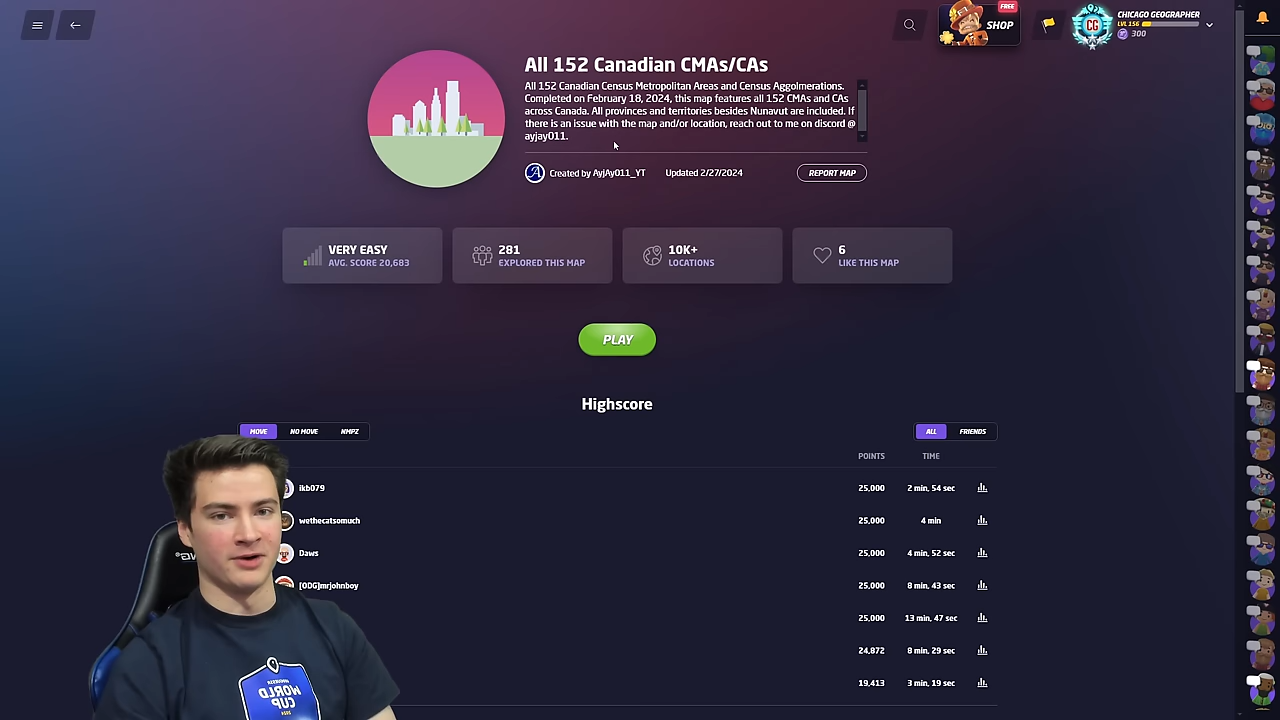 FREE
SHOP
CHICAGO GEOGRAPHER
LVL 156
300
All 152 Canadian CMAs/CAs
All 152 Canadian Census Metropolitan Areas and Census Aggolmerations.
Completed on February 18, 2024, this map features all 152 CMAs and CAs
across Canada. All provinces and territories besides Nunavut are included. If
there is an issue with the map and/or location, reach out to me on discord @
ayjay011.
Created by AyJAy011_YT Updated 2/27/2024 REPORT MAP
VERY EASY
AVG. SCORE 20,683
281
EXPLORED THIS MAP
10K+
LOCATIONS
6
LIKE THIS MAP
PLAY
Highscore
MOVE NO MOVE NMPZ ALL FRIENDS
POINTS TIME
ikb079 25,000 2 min, 54 sec
wethecatsomuch 25,000 4 min
Daws 25,000 4 min, 52 sec
[ODG]mrjohnboy 25,000 8 min, 43 sec
25,000 13 min, 47 sec
24,872 8 min, 29 sec
19,413 3 min, 19 sec
WORLD
CUP
2024